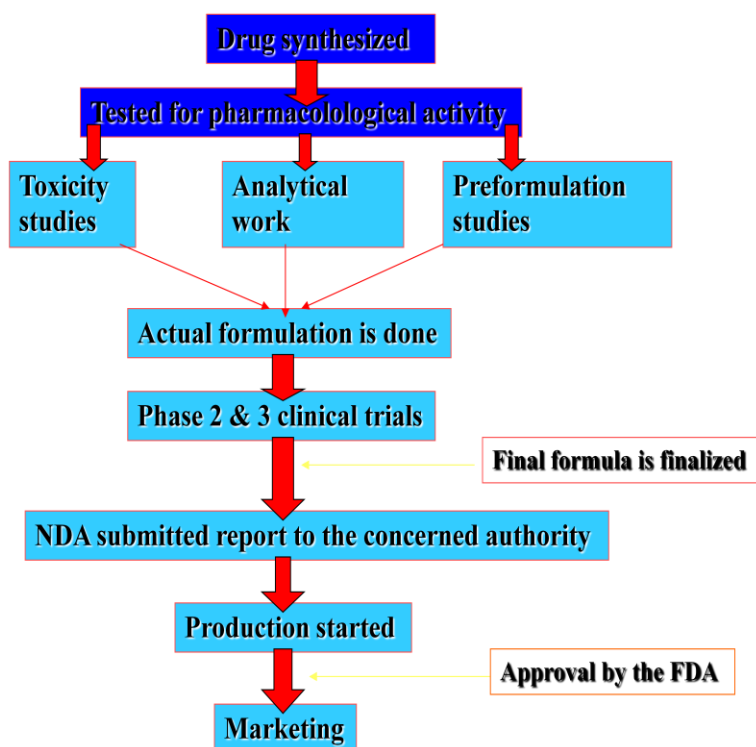 Drug synthesized
Tested for pharmacolological activity
Toxicity
studies
Analytical
work
Preformulation
studies
Actual formulation is done
Phase 2 & 3 clinical trials
Final formula is finalized
NDA submitted report to the concerned authority
Production started
Approval by the FDA
Marketing